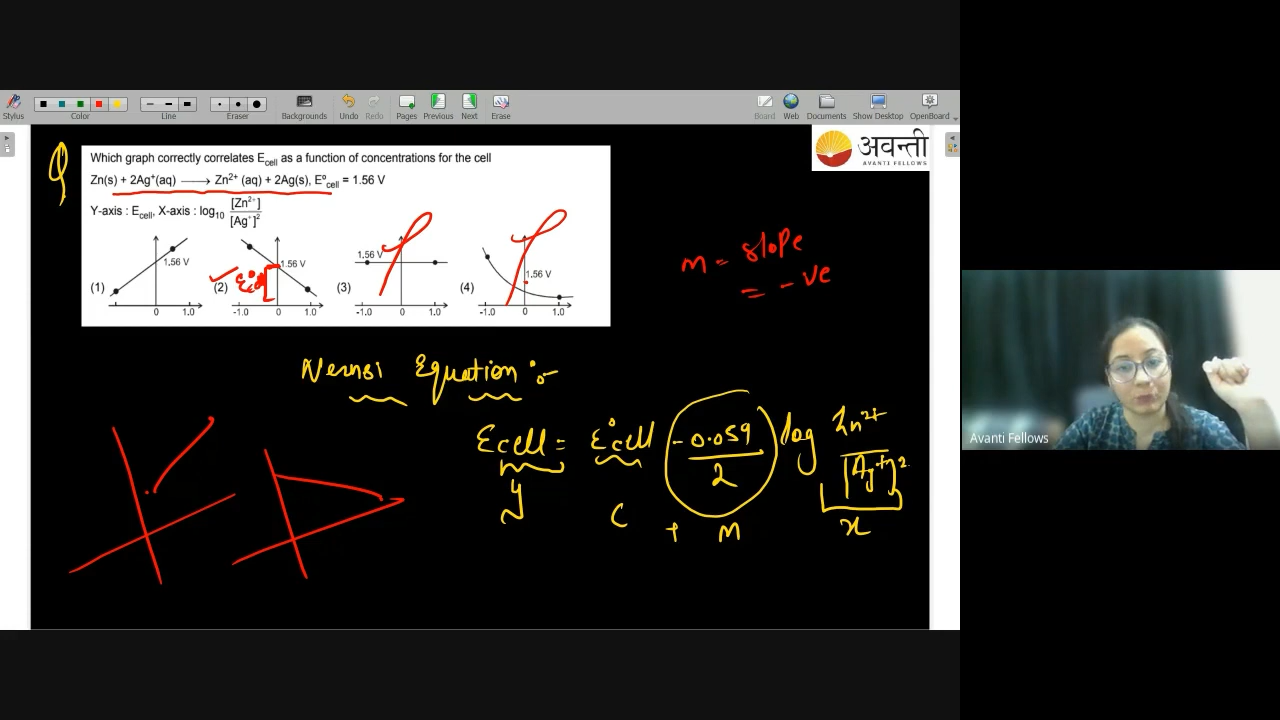 Stylus
Color
Line
Eraser
Backgrounds
Undo
Redo
Pages
Previous
Next
Erase
Board
Web
Documents
Show Desktop
OpenBoard
अवन्ती
AVANTI FELLOWS
Q
Which graph correctly correlates E_cell as a function of concentrations for the cell
Zn(s) + 2Ag⁺(aq) ⟶ Zn²⁺ (aq) + 2Ag(s), E°_cell = 1.56 V
Y-axis : E_cell, X-axis : log₁₀ [Zn²⁺]/[Ag⁺]²
(1) 1.56 V 0 1.0
(2) E°cell 1.56 V -1.0 0 1.0
(3) 1.56 V -1.0 0 1.0
(4) 1.56 V -1.0 0 1.0
m = slope
= -ve
Nernst Equation :-
Ecell = E°cell -0.059/2 log Zn²⁺/[Ag⁺]²
y C + M x
Avanti Fellows